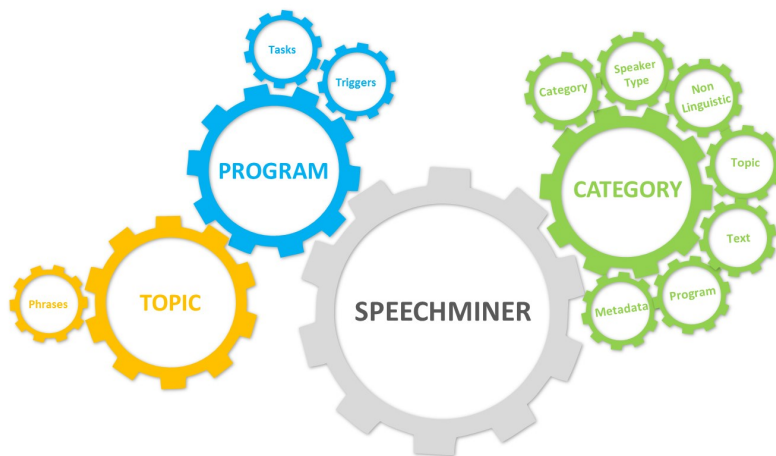 Tasks
Triggers
PROGRAM
Phrases
TOPIC
SPEECHMINER
Category
Speaker
Type
Non
Linguistic
Topic
CATEGORY
Text
Program
Metadata